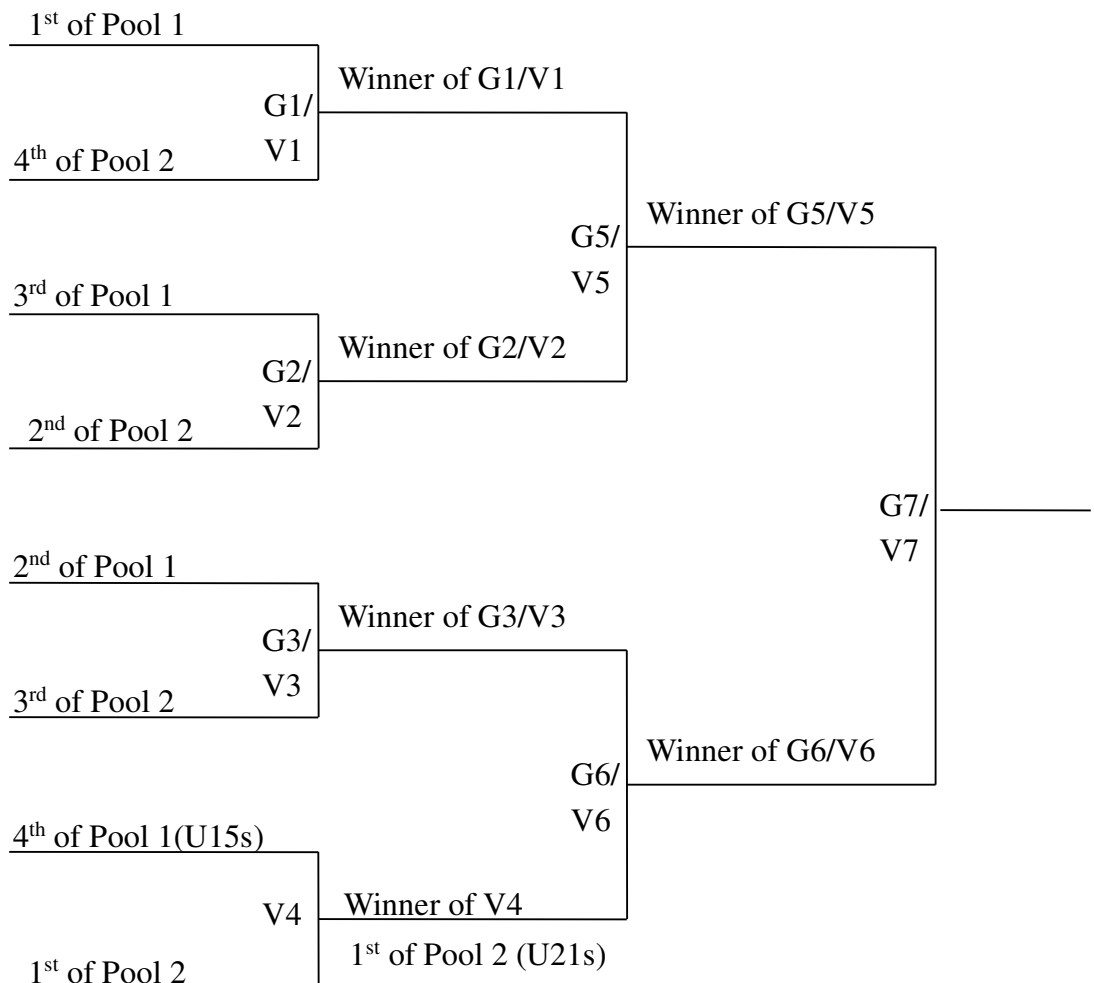 1st of Pool 1
Winner of G1/V1
G1/
V1
4th of Pool 2
Winner of G5/V5
G5/
V5
3rd of Pool 1
Winner of G2/V2
G2/
V2
2nd of Pool 2
G7/
V7
2nd of Pool 1
Winner of G3/V3
G3/
V3
3rd of Pool 2
Winner of G6/V6
G6/
V6
4th of Pool 1(U15s)
V4
Winner of V4
1st of Pool 2 (U21s)
1st of Pool 2